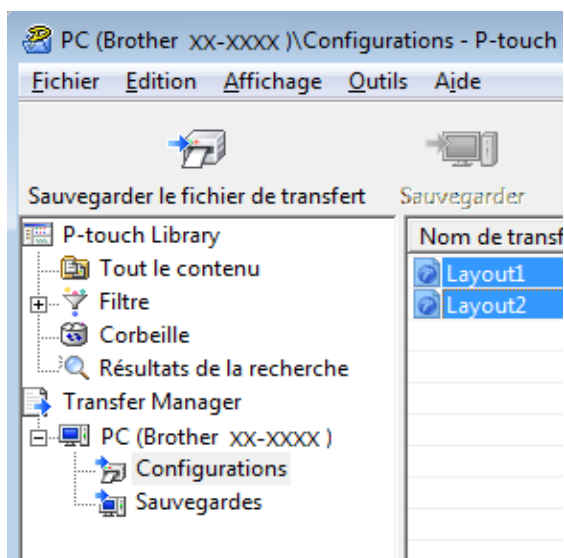 PC (Brother XX-XXXX )\Configurations - P-touch
Fichier Edition Affichage Outils Aide
Sauvegarder le fichier de transfert Sauvegarder
P-touch Library
Tout le contenu
Filtre
Corbeille
Résultats de la recherche
Transfer Manager
PC (Brother XX-XXXX )
Configurations
Sauvegardes
Nom de transf
Layout1
Layout2